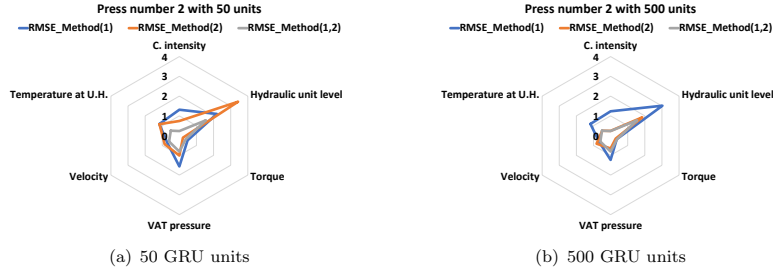 Press number 2 with 50 units
RMSE_Method(1) RMSE_Method(2) RMSE_Method(1,2)
C. intensity
4
3
2
1
0
Temperature at U.H.
Hydraulic unit level
Velocity
Torque
VAT pressure
(a) 50 GRU units
Press number 2 with 500 units
RMSE_Method(1) RMSE_Method(2) RMSE_Method(1,2)
C. intensity
4
3
2
1
0
Temperature at U.H.
Hydraulic unit level
Velocity
Torque
VAT pressure
(b) 500 GRU units